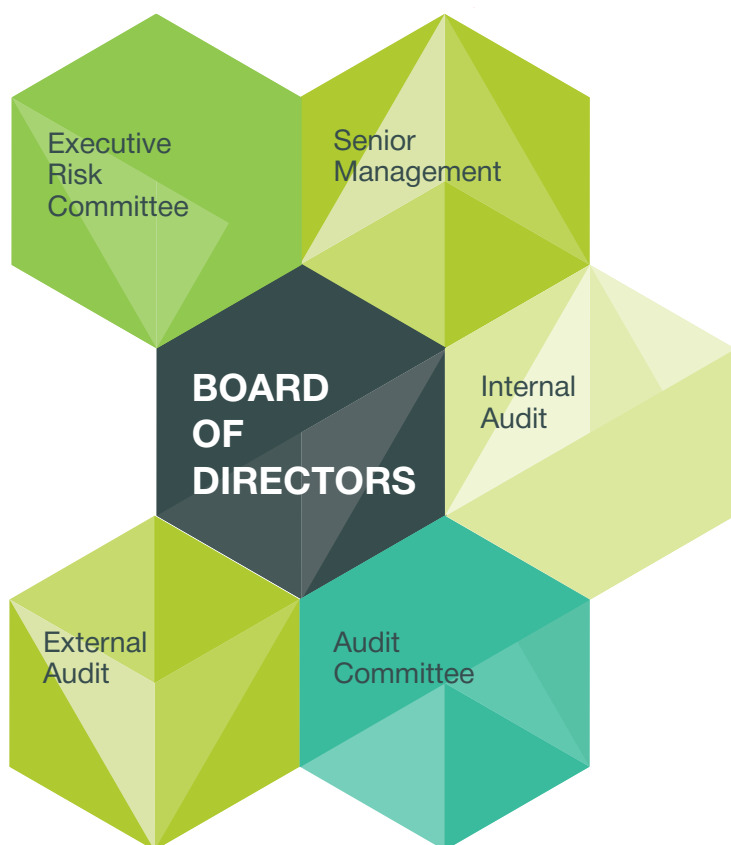 Executive
Risk
Committee
Senior
Management
BOARD
OF
DIRECTORS
Internal
Audit
External
Audit
Audit
Committee